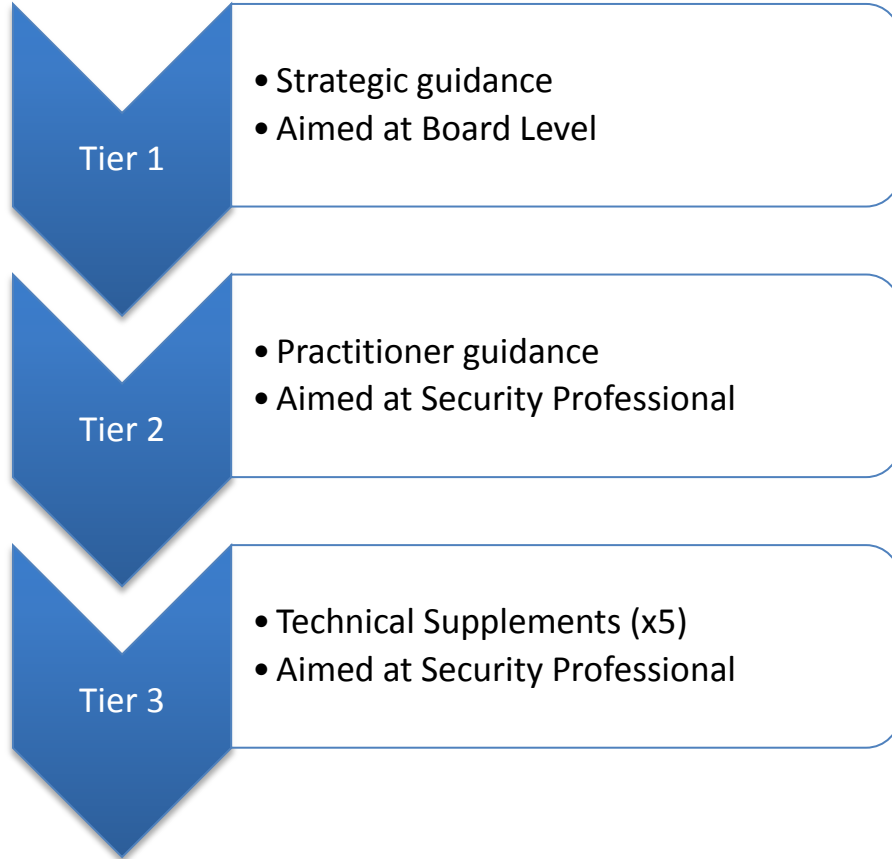 Tier 1
• Strategic guidance
• Aimed at Board Level
Tier 2
• Practitioner guidance
• Aimed at Security Professional
Tier 3
• Technical Supplements (x5)
• Aimed at Security Professional